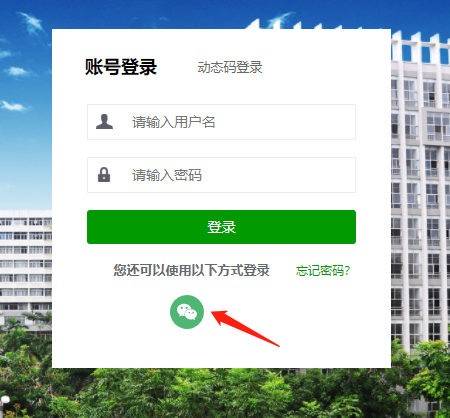 账号登录 动态码登录
请输入用户名
请输入密码
登录
您还可以使用以下方式登录 忘记密码?